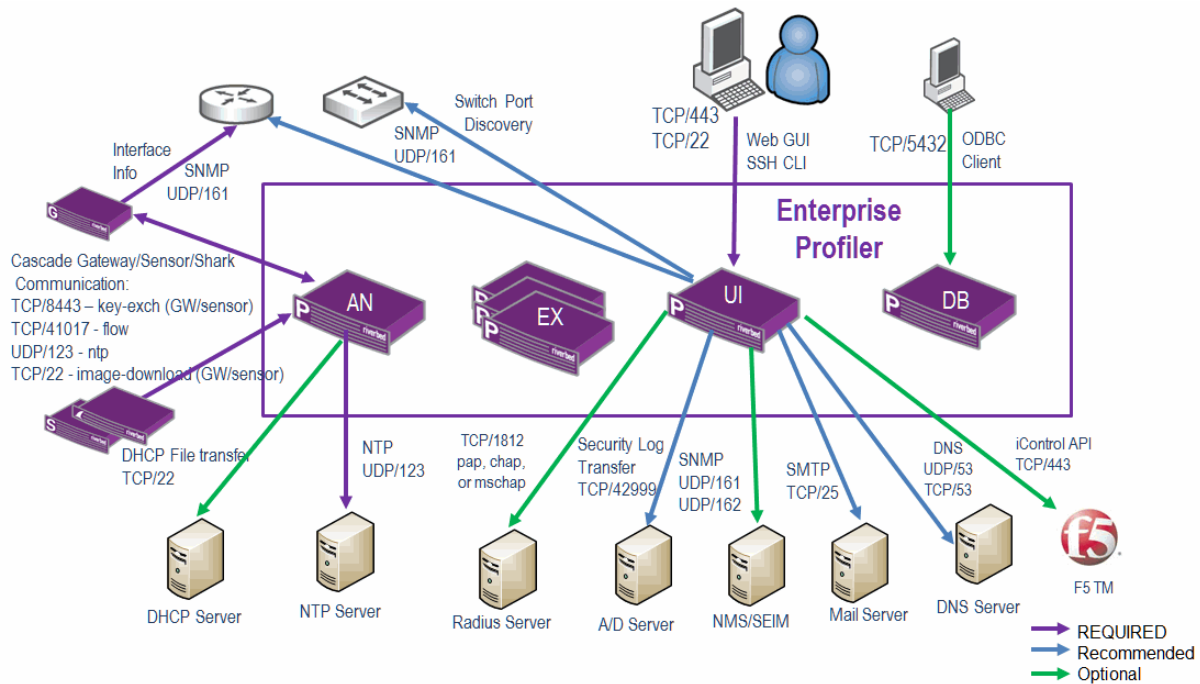 TCP/443
TCP/22
Web GUI
SSH CLI
TCP/5432
ODBC
Client
Switch Port
Discovery
SNMP
UDP/161
Interface
Info
SNMP
UDP/161
G
riverbed
Enterprise
Profiler
Cascade Gateway/Sensor/Shark
Communication:
TCP/8443 – key-exch (GW/sensor)
TCP/41017 - flow
UDP/123 - ntp
TCP/22 - image-download (GW/sensor)
AN
P
riverbed
EX
P
P
P
riverbed
UI
P
riverbed
DB
P
riverbed
S
DHCP File transfer
TCP/22
NTP
UDP/123
TCP/1812
pap, chap,
or mschap
Security Log
Transfer
TCP/42999
SNMP
UDP/161
UDP/162
SMTP
TCP/25
DNS
UDP/53
TCP/53
iControl API
TCP/443
f5
DHCP Server
NTP Server
Radius Server
A/D Server
NMS/SEIM
Mail Server
DNS Server
F5 TM
REQUIRED
Recommended
Optional